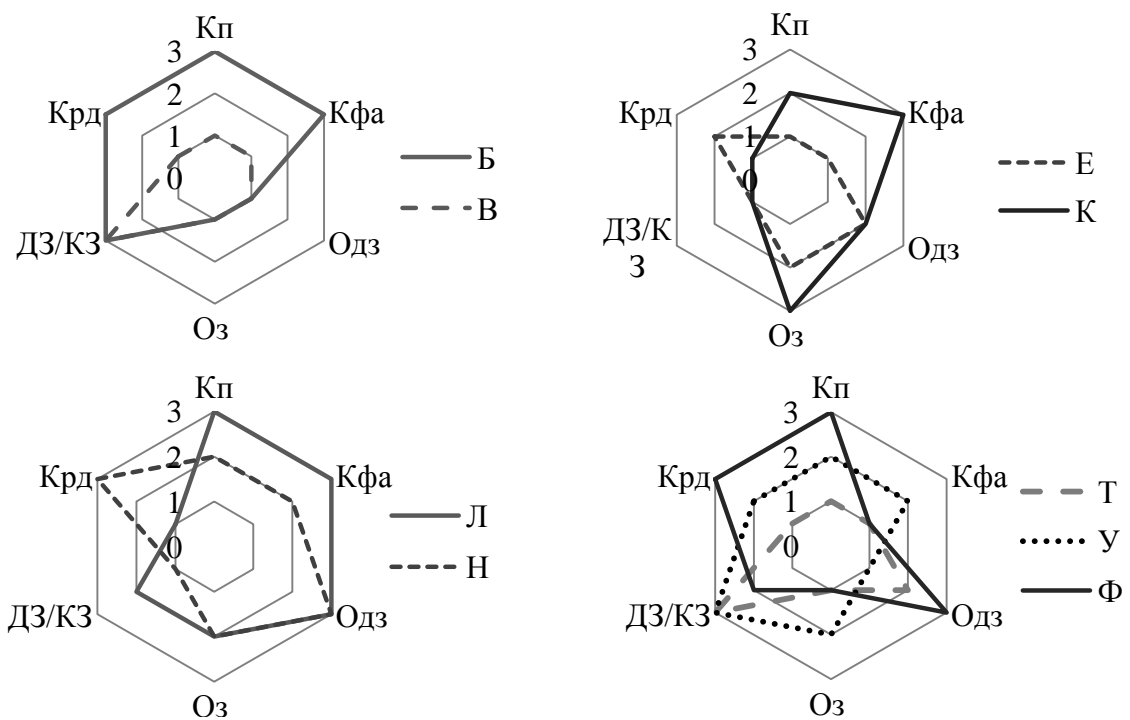 Кп
3
2
1
0
Крд
Кфа
ДЗ/КЗ
Одз
Оз
Б
В
Кп
3
2
1
0
Крд
Кфа
ДЗ/К
З
Одз
Оз
Е
К
Кп
3
2
1
0
Крд
Кфа
ДЗ/КЗ
Одз
Оз
Л
Н
Кп
3
2
1
0
Крд
Кфа
ДЗ/КЗ
Одз
Оз
Т
У
Ф